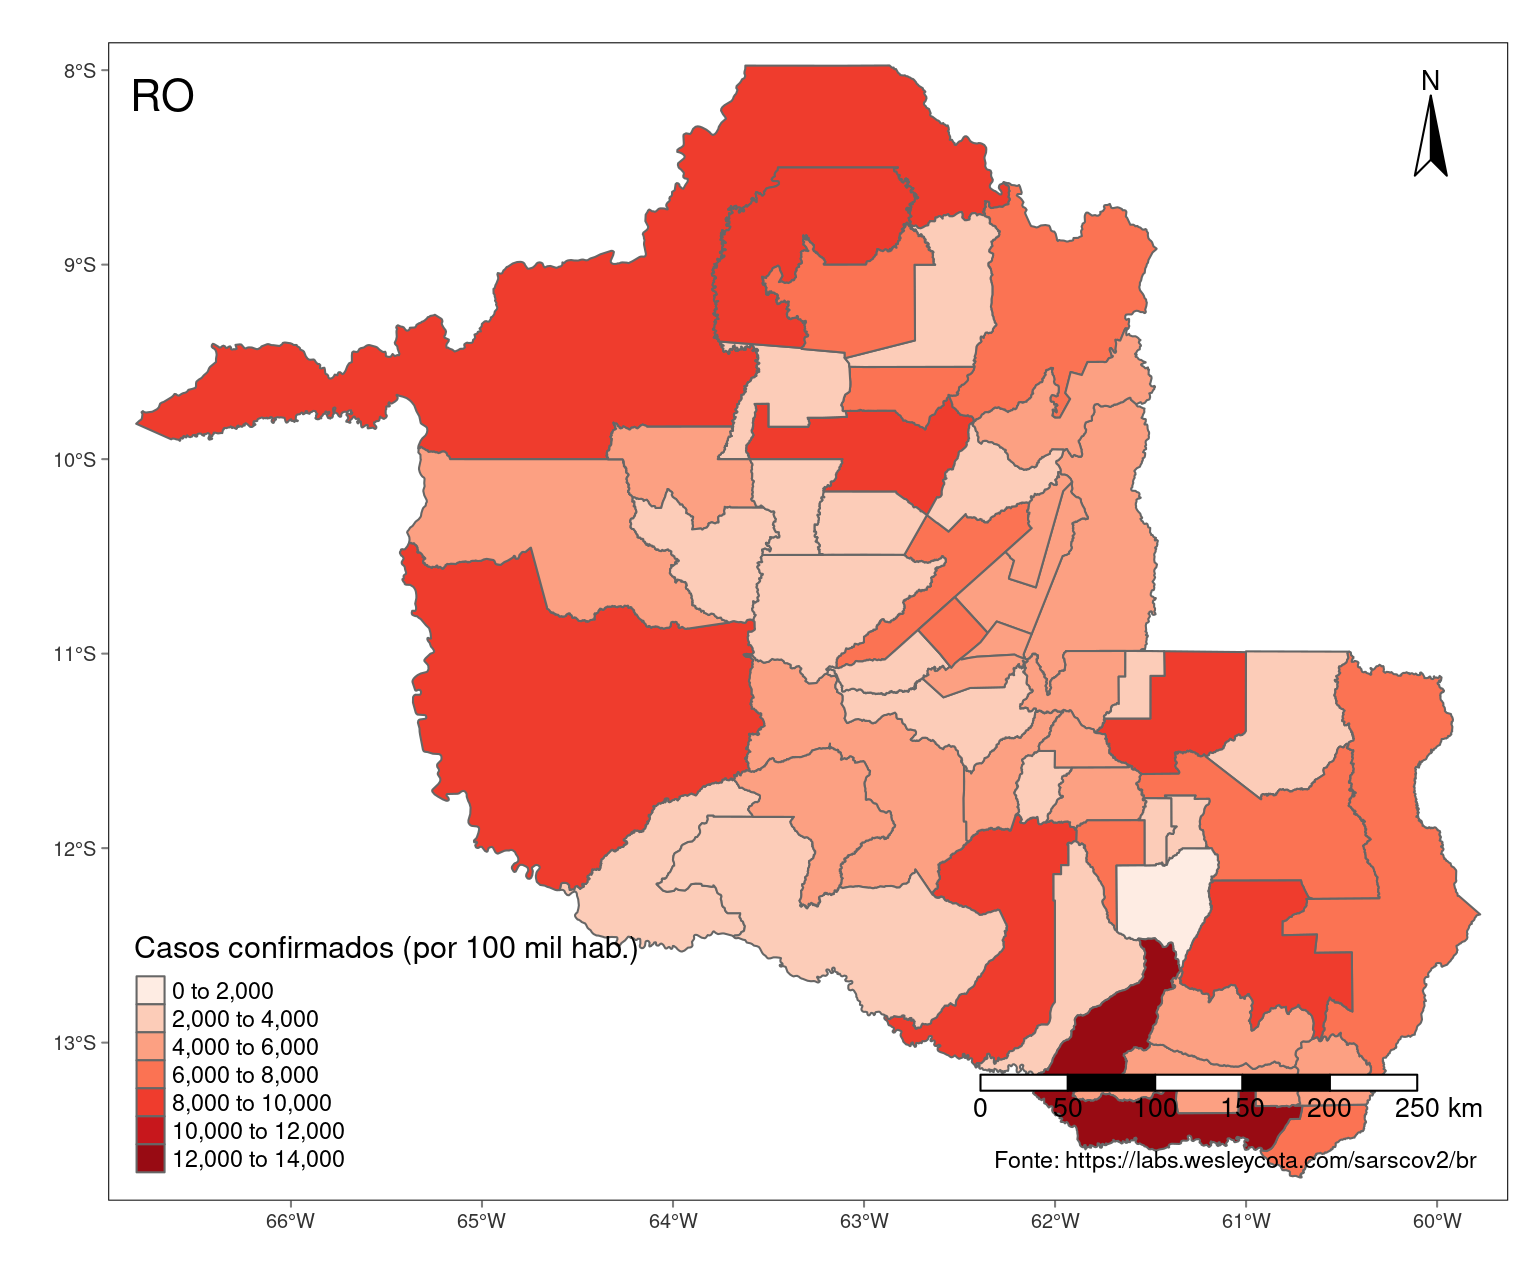 RO
N
8°S
9°S
10°S
11°S
12°S
13°S
Casos confirmados (por 100 mil hab.)
0 to 2,000
2,000 to 4,000
4,000 to 6,000
6,000 to 8,000
8,000 to 10,000
10,000 to 12,000
12,000 to 14,000
0 50 100 150 200 250 km
Fonte: https://labs.wesleycota.com/sarscov2/br
66°W 65°W 64°W 63°W 62°W 61°W 60°W